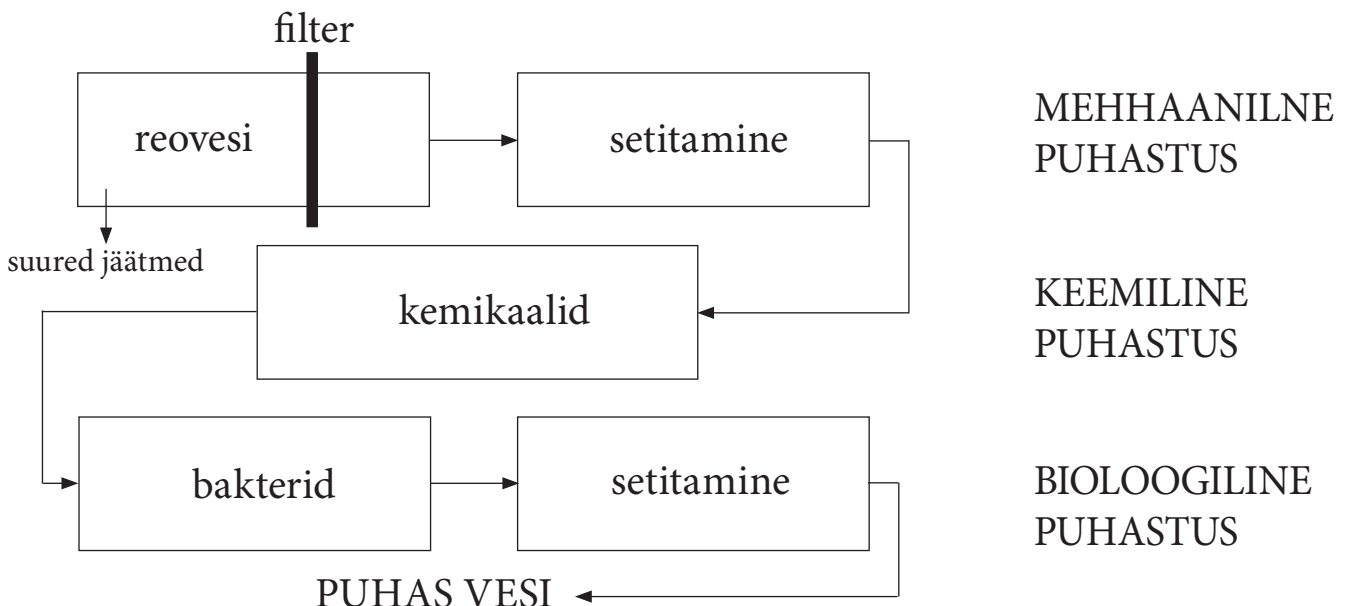 filter
reovesi
setitamine
MEHHAANILNE
PUHASTUS
suured jäätmed
kemikaalid
KEEMILINE
PUHASTUS
bakterid
setitamine
BIOLOOGILINE
PUHASTUS
PUHAS VESI